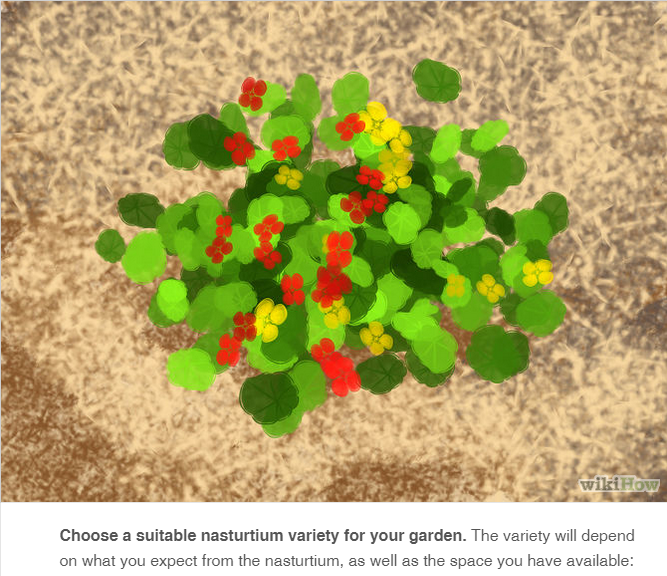 wikiHow
Choose a suitable nasturtium variety for your garden. The variety will depend
on what you expect from the nasturtium, as well as the space you have available: